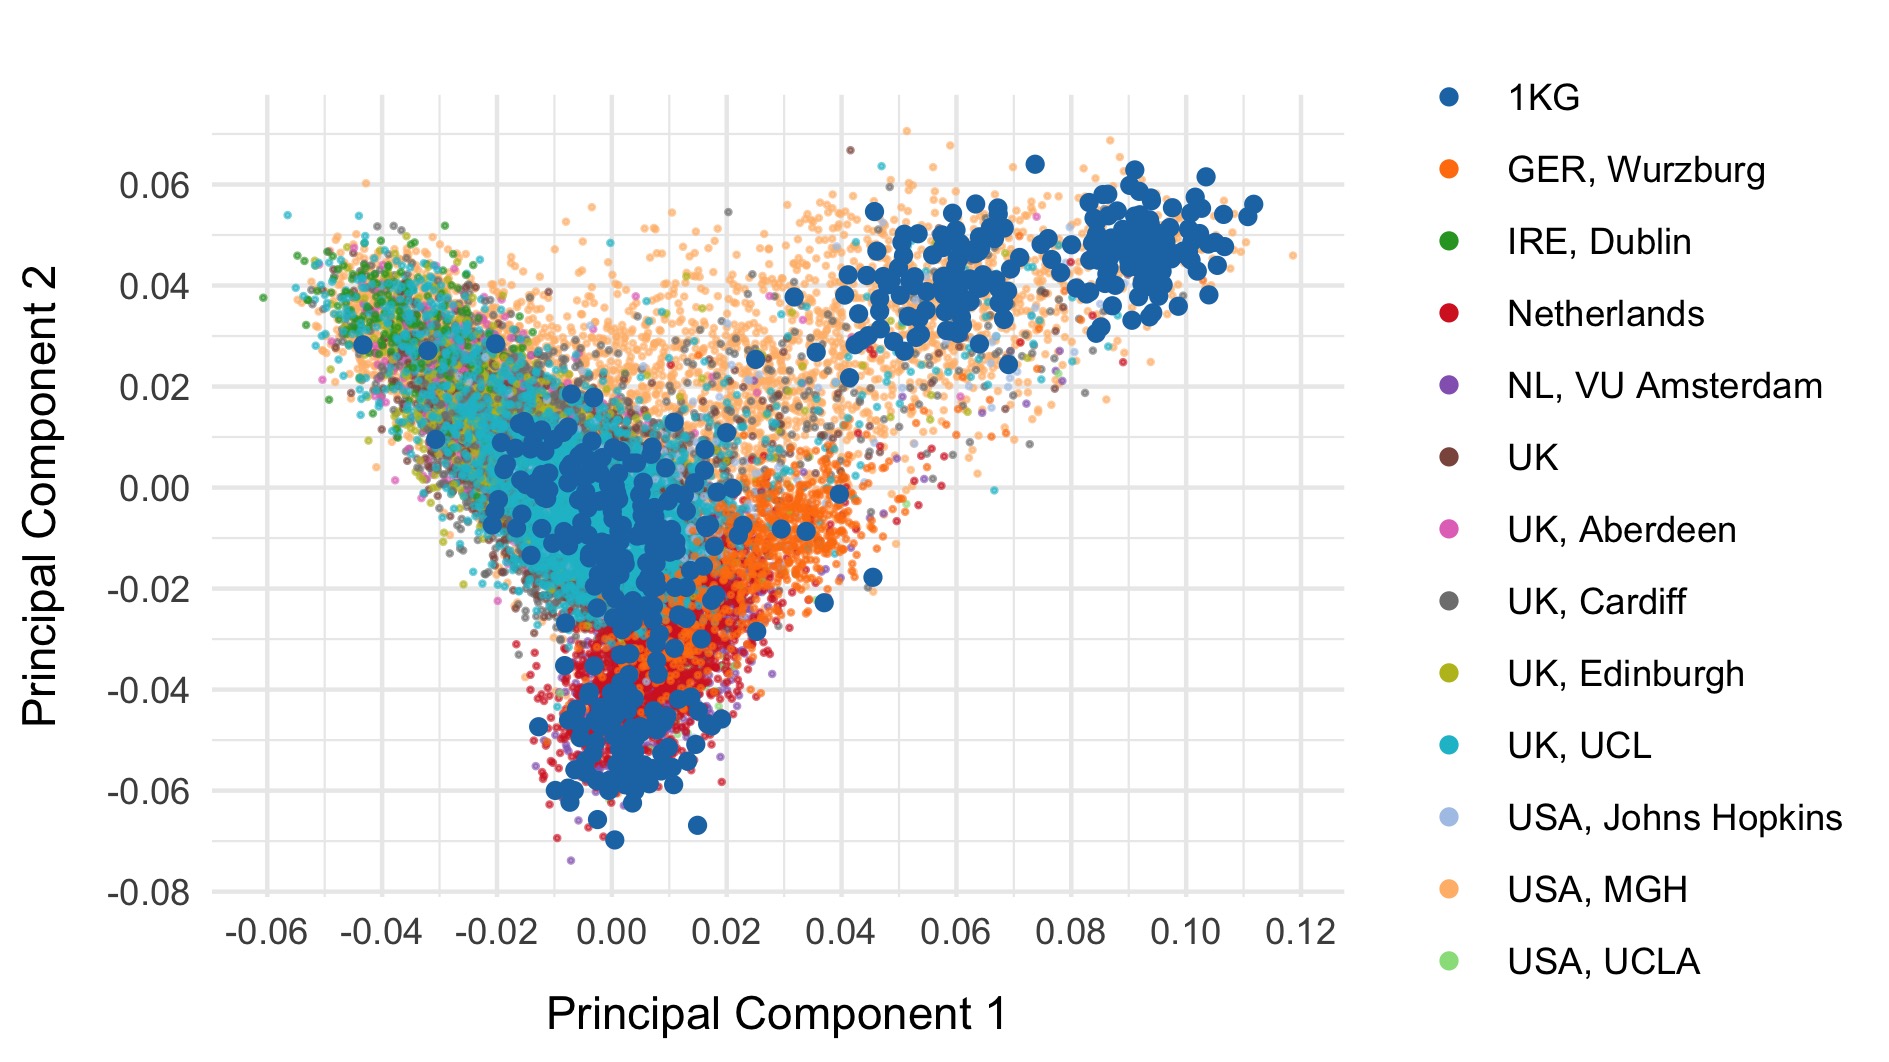 Principal Component 2
0.06
0.04
0.02
0.00
-0.02
-0.04
-0.06
-0.08
-0.06 -0.04 -0.02 0.00 0.02 0.04 0.06 0.08 0.10 0.12
Principal Component 1
1KG
GER, Wurzburg
IRE, Dublin
Netherlands
NL, VU Amsterdam
UK
UK, Aberdeen
UK, Cardiff
UK, Edinburgh
UK, UCL
USA, Johns Hopkins
USA, MGH
USA, UCLA